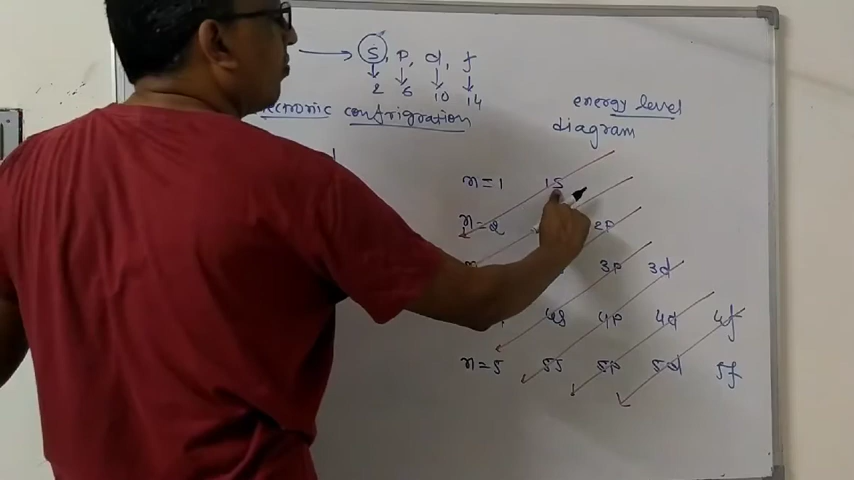 s, p, d, f
2 6 10 14
ectronic configration
energy level
diagram
n=1 1s
n=2 2p
3p 3d
4s 4p 4d 4f
n=5 5s 5p 5d 5f